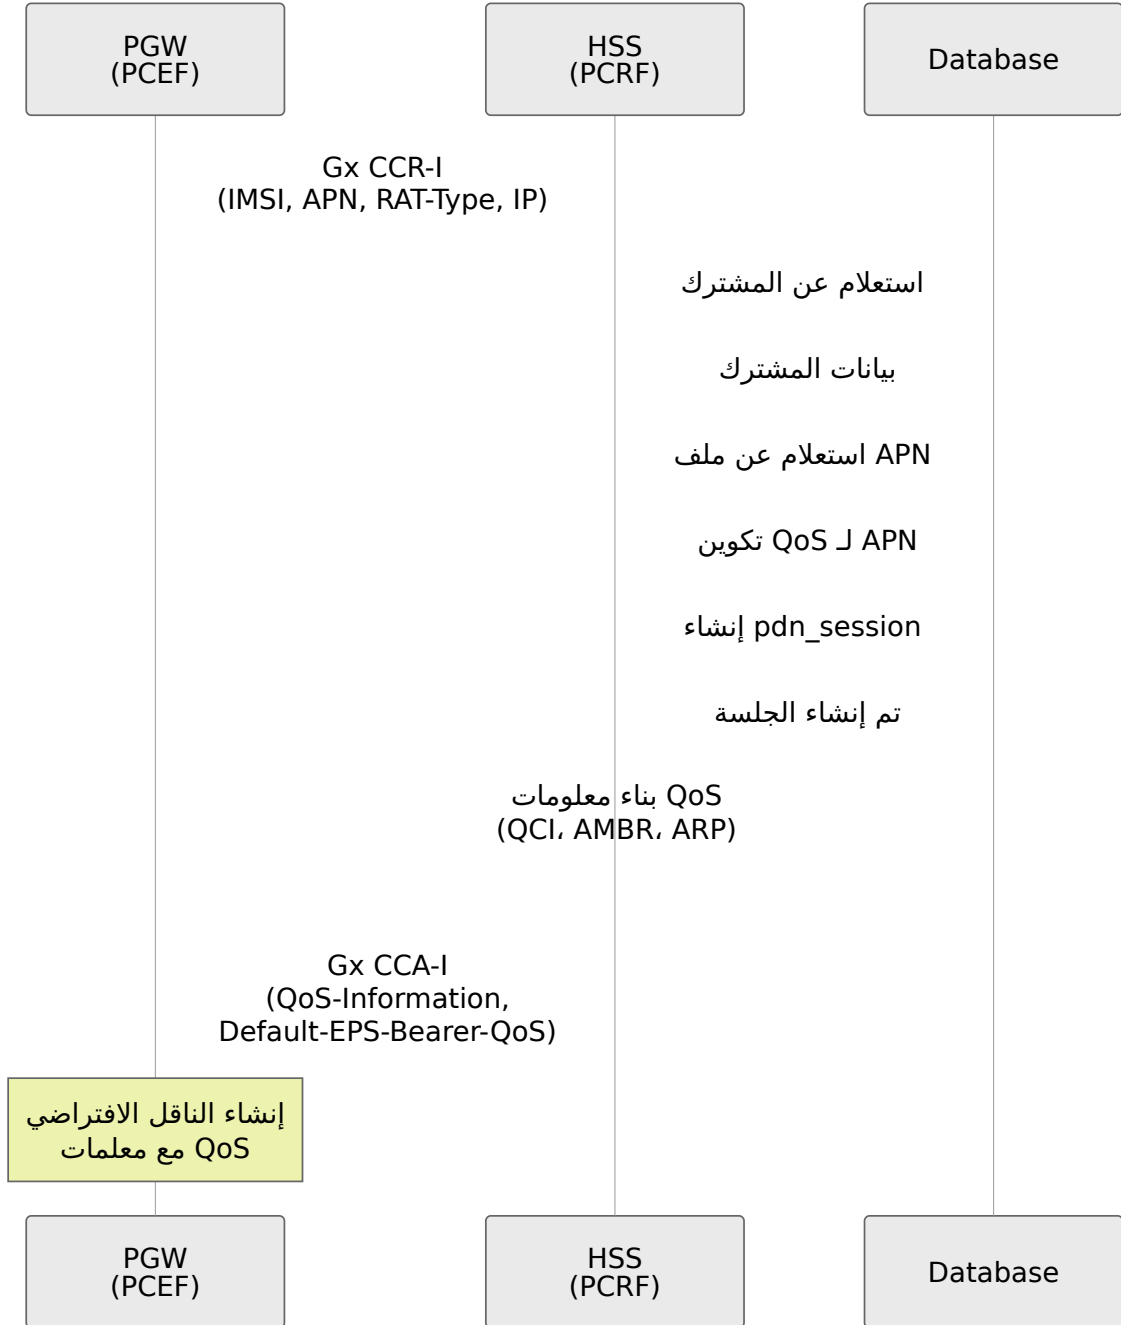 PGW
(PCEF)
HSS
(PCRF)
Database
Gx CCR-I
(IMSI, APN, RAT-Type, IP)
استعلام عن المشترك
بيانات المشترك
استعلام عن ملف APN
تكوين QoS لـ APN
إنشاء pdn_session
تم إنشاء الجلسة
بناء معلومات QoS
(QCI، AMBR، ARP)
Gx CCA-I
(QoS-Information,
Default-EPS-Bearer-QoS)
إنشاء الناقل الافتراضي
مع معلمات QoS
PGW
(PCEF)
HSS
(PCRF)
Database